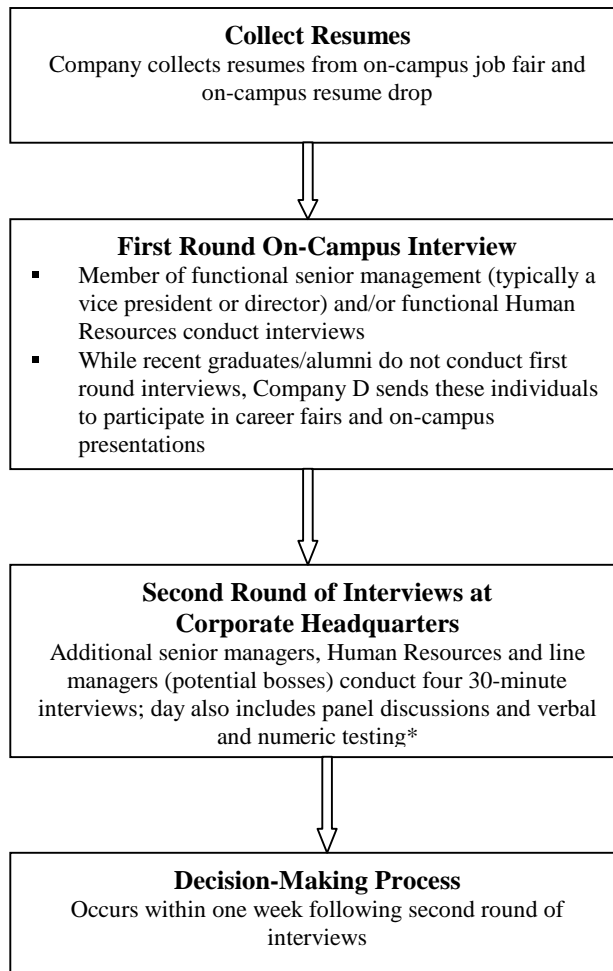 Collect Resumes
Company collects resumes from on-campus job fair and
on-campus resume drop
First Round On-Campus Interview
▪ Member of functional senior management (typically a
vice president or director) and/or functional Human
Resources conduct interviews
▪ While recent graduates/alumni do not conduct first
round interviews, Company D sends these individuals
to participate in career fairs and on-campus
presentations
Second Round of Interviews at
Corporate Headquarters
Additional senior managers, Human Resources and line
managers (potential bosses) conduct four 30-minute
interviews; day also includes panel discussions and verbal
and numeric testing*
Decision-Making Process
Occurs within one week following second round of
interviews